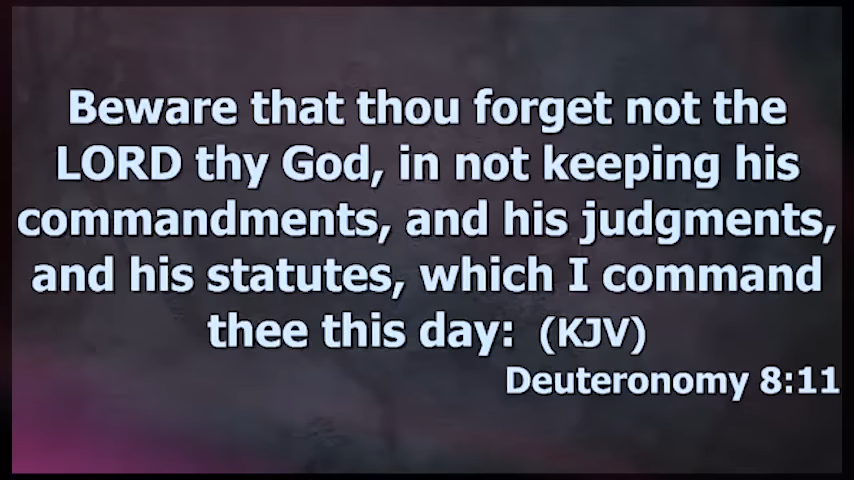 Beware that thou forget not the
LORD thy God, in not keeping his
commandments, and his judgments,
and his statutes, which I command
thee this day: (KJV)
Deuteronomy 8:11